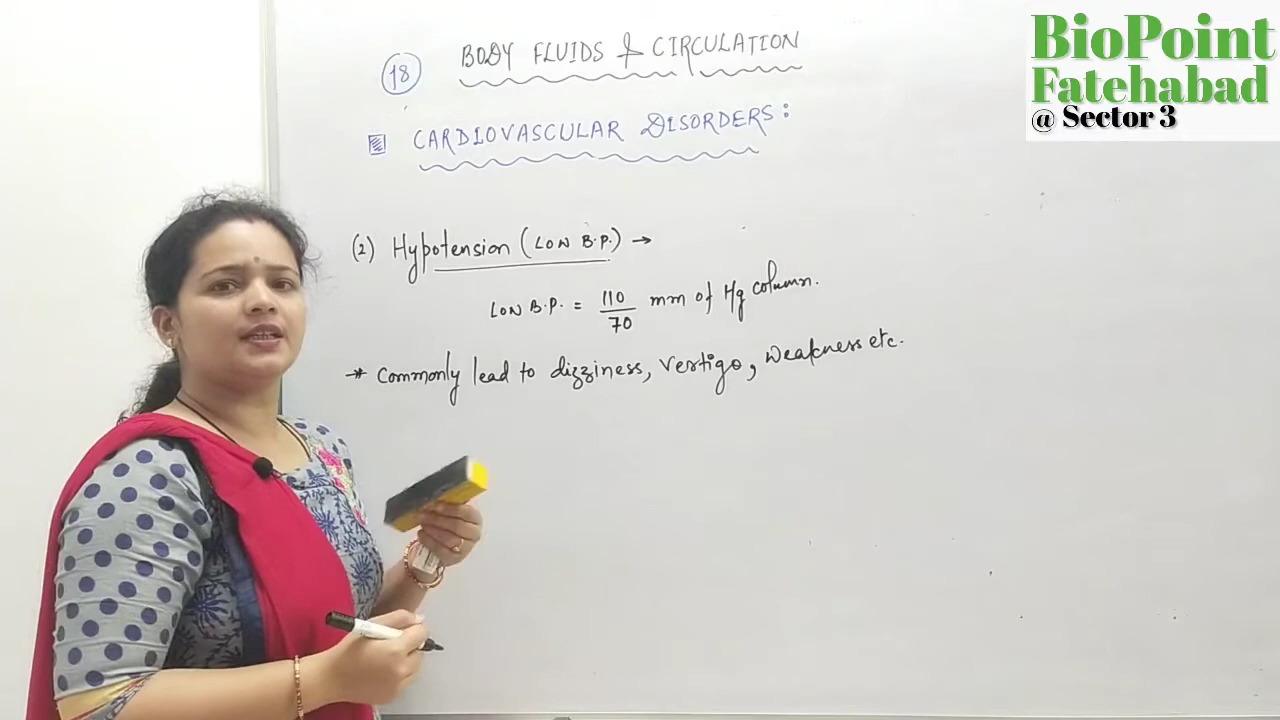 BioPoint
Fatehabad
@ Sector 3
18 BODY FLUIDS & CIRCULATION
CARDIOVASCULAR DISORDERS:
(2) Hypotension (LOW B.P.) →
LOW B.P. = 110/70 mm of Hg column.
* Commonly lead to dizziness, vertigo, weakness etc.